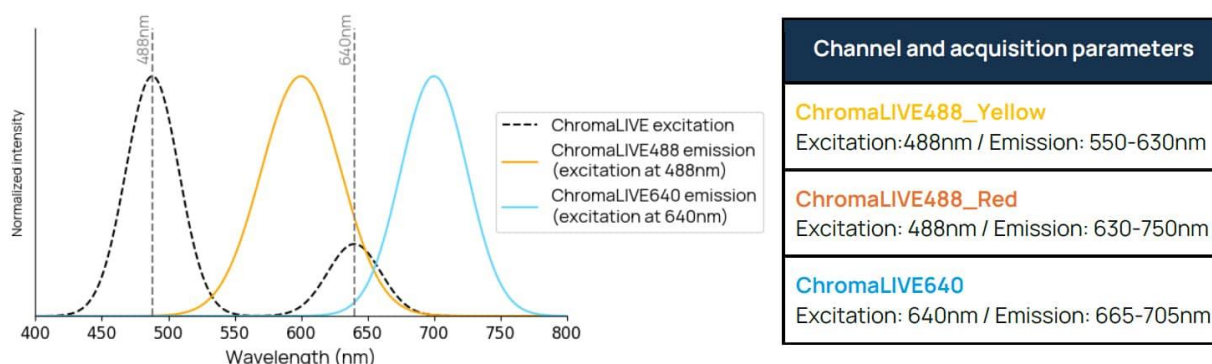 488nm
640nm
Normalized intensity
ChromaLIVE excitation
ChromaLIVE488 emission
(excitation at 488nm)
ChromaLIVE640 emission
(excitation at 640nm)
400 450 500 550 600 650 700 750 800
Wavelength (nm)
Channel and acquisition parameters
ChromaLIVE488_Yellow
Excitation:488nm / Emission: 550-630nm
ChromaLIVE488_Red
Excitation: 488nm / Emission: 630-750nm
ChromaLIVE640
Excitation: 640nm / Emission: 665-705nm